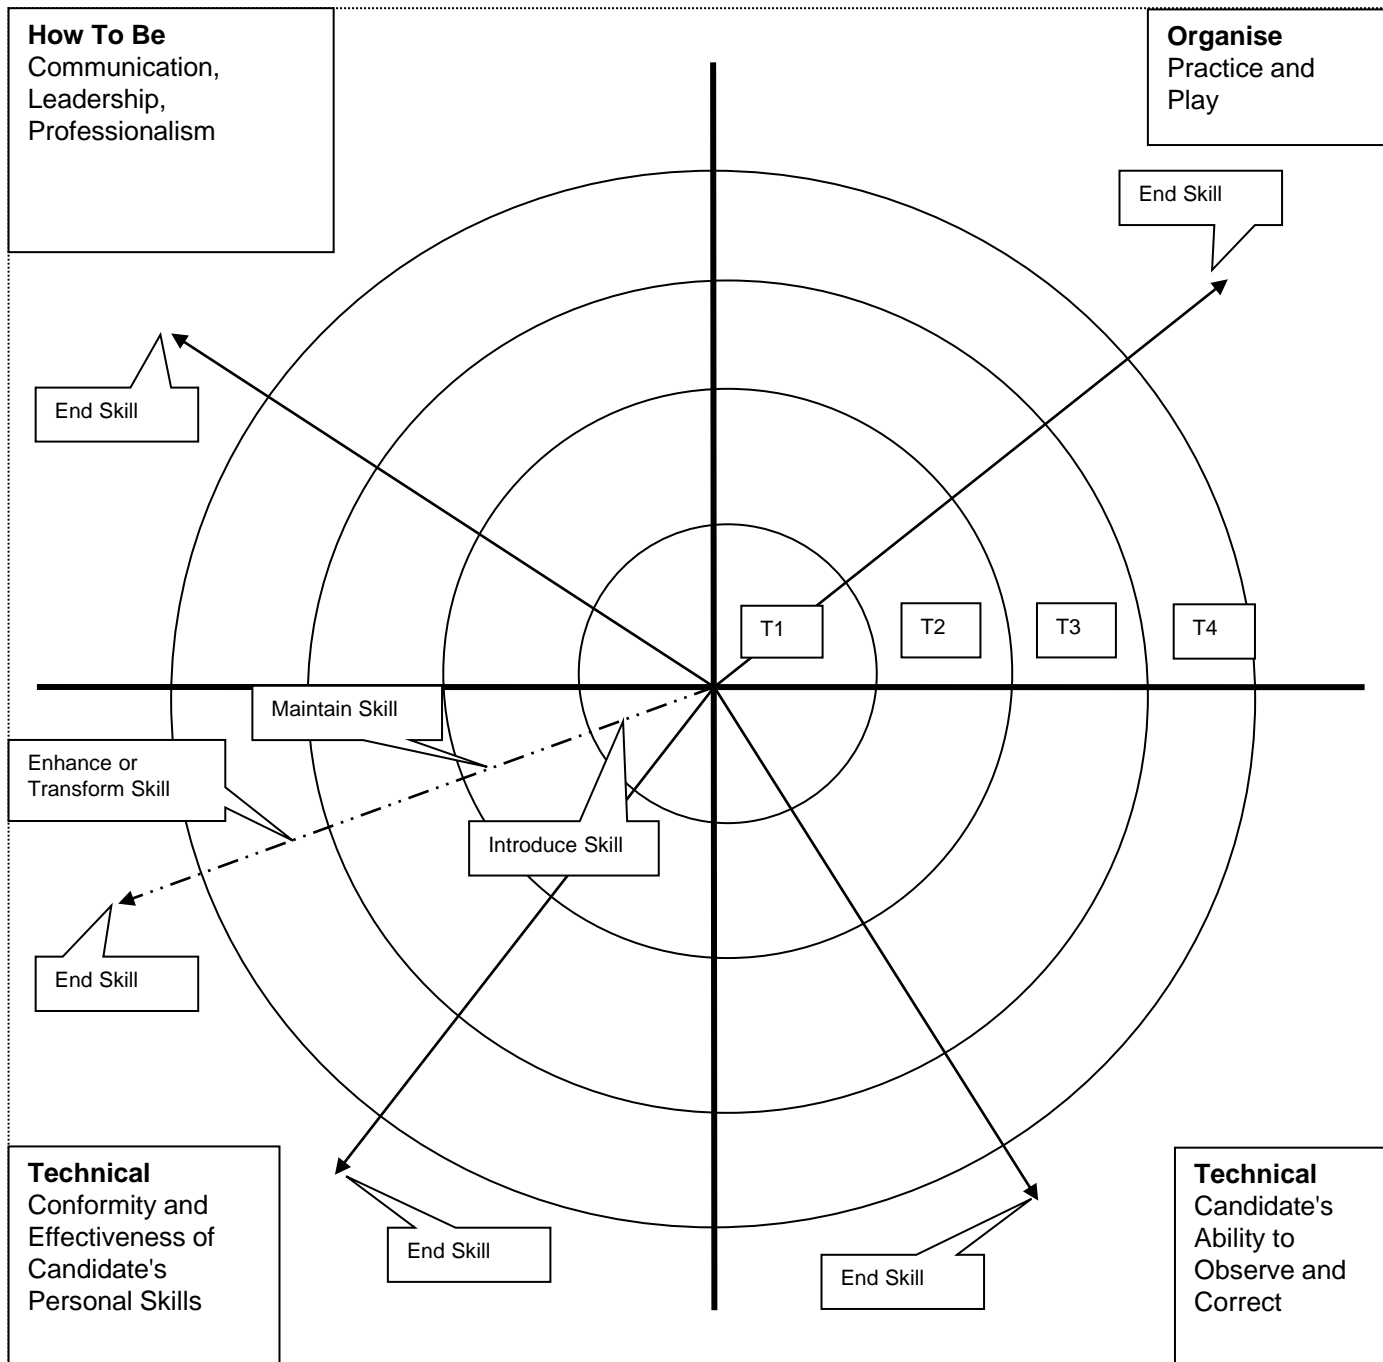 How To Be
Communication,
Leadership,
Professionalism
Organise
Practice and
Play
End Skill
End Skill
T1
T2
T3
T4
Maintain Skill
Enhance or
Transform Skill
Introduce Skill
End Skill
Technical
Conformity and
Effectiveness of
Candidate's
Personal Skills
End Skill
End Skill
Technical
Candidate's
Ability to
Observe and
Correct